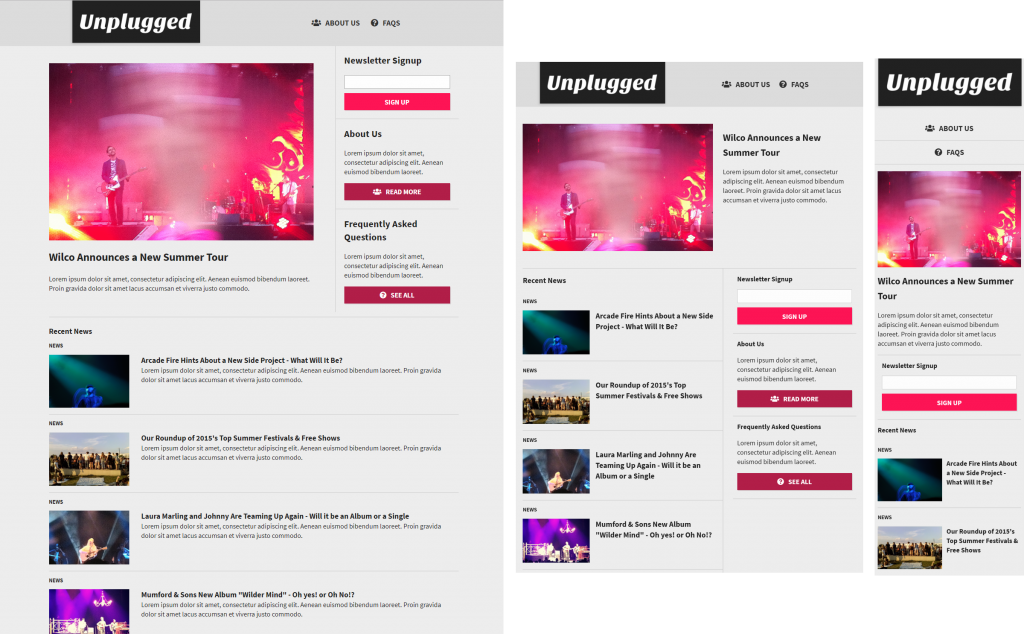 Unplugged
ABOUT US
FAQS
Newsletter Signup
SIGN UP
About Us
Lorem ipsum dolor sit amet,
consectetur adipiscing elit. Aenean
euismod bibendum laoreet.
READ MORE
Frequently Asked
Questions
Lorem ipsum dolor sit amet,
consectetur adipiscing elit. Aenean
euismod bibendum laoreet.
SEE ALL
Wilco Announces a New Summer Tour
Lorem ipsum dolor sit amet, consectetur adipiscing elit. Aenean euismod bibendum laoreet.
Proin gravida dolor sit amet lacus accumsan et viverra justo commodo.
Recent News
NEWS
Arcade Fire Hints About a New Side Project - What Will It Be?
Lorem ipsum dolor sit amet, consectetur adipiscing elit. Aenean euismod bibendum laoreet. Proin gravida
dolor sit amet lacus accumsan et viverra justo commodo.
NEWS
Our Roundup of 2015's Top Summer Festivals & Free Shows
Lorem ipsum dolor sit amet, consectetur adipiscing elit. Aenean euismod bibendum laoreet. Proin gravida
dolor sit amet lacus accumsan et viverra justo commodo.
NEWS
Laura Marling and Johnny Are Teaming Up Again - Will it be an Album or a Single
Lorem ipsum dolor sit amet, consectetur adipiscing elit. Aenean euismod bibendum laoreet. Proin gravida
dolor sit amet lacus accumsan et viverra justo commodo.
NEWS
Mumford & Sons New Album "Wilder Mind" - Oh yes! or Oh No!?
Lorem ipsum dolor sit amet, consectetur adipiscing elit. Aenean euismod bibendum laoreet. Proin gravida
dolor sit amet lacus accumsan et viverra justo commodo.
Unplugged
ABOUT US
FAQS
Wilco Announces a New
Summer Tour
Lorem ipsum dolor sit amet, consectetur
adipiscing elit. Aenean euismod bibendum
laoreet. Proin gravida dolor sit amet lacus
accumsan et viverra justo commodo.
Recent News
NEWS
Arcade Fire Hints About a New Side
Project - What Will It Be?
NEWS
Our Roundup of 2015's Top
Summer Festivals & Free Shows
NEWS
Laura Marling and Johnny Are
Teaming Up Again - Will it be an
Album or a Single
NEWS
Mumford & Sons New Album
"Wilder Mind" - Oh yes! or Oh No!?
Newsletter Signup
SIGN UP
About Us
Lorem ipsum dolor sit amet,
consectetur adipiscing elit. Aenean
euismod bibendum laoreet.
READ MORE
Frequently Asked Questions
Lorem ipsum dolor sit amet,
consectetur adipiscing elit. Aenean
euismod bibendum laoreet.
SEE ALL
Unplugged
ABOUT US
FAQS
Wilco Announces a New Summer
Tour
Lorem ipsum dolor sit amet, consectetur
adipiscing elit. Aenean euismod bibendum
laoreet. Proin gravida dolor sit amet lacus
accumsan et viverra justo commodo.
Newsletter Signup
SIGN UP
Recent News
NEWS
Arcade Fire Hints About
a New Side Project -
What Will It Be?
NEWS
Our Roundup of 2015's
Top Summer Festivals &
Free Shows